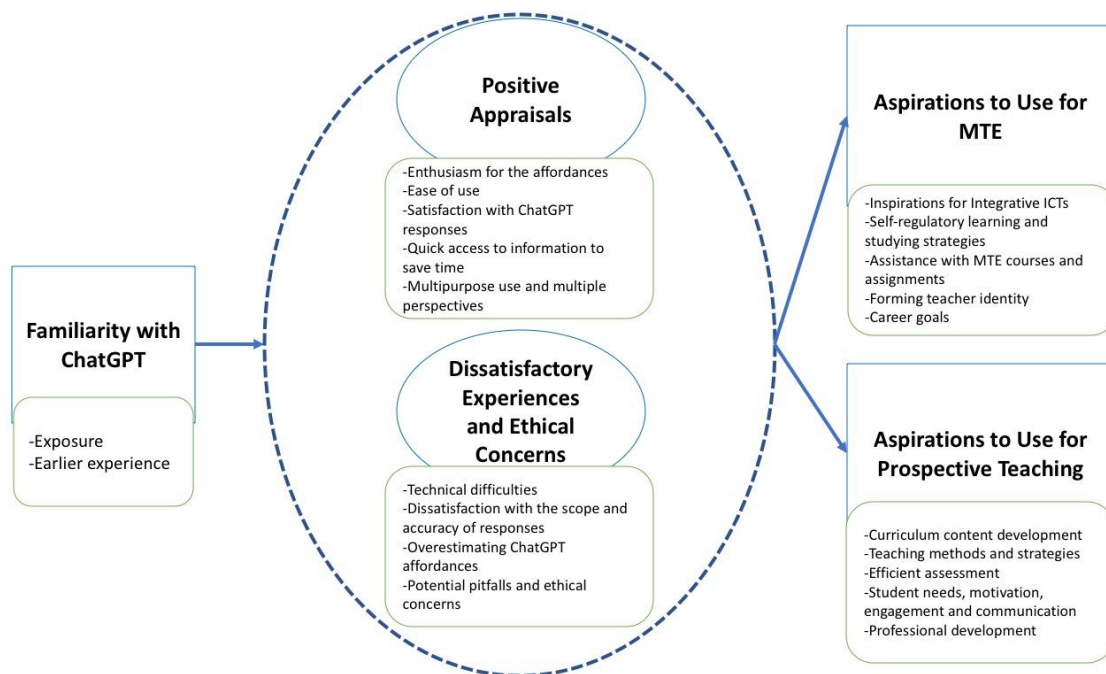 Familiarity with
ChatGPT
-Exposure
-Earlier experience
Positive
Appraisals
-Enthusiasm for the affordances
-Ease of use
-Satisfaction with ChatGPT
responses
-Quick access to information to
save time
-Multipurpose use and multiple
perspectives
Dissatisfactory
Experiences
and Ethical
Concerns
-Technical difficulties
-Dissatisfaction with the scope and
accuracy of responses
-Overestimating ChatGPT
affordances
-Potential pitfalls and ethical
concerns
Aspirations to Use for
MTE
-Inspirations for Integrative ICTs
-Self-regulatory learning and
studying strategies
-Assistance with MTE courses and
assignments
-Forming teacher identity
-Career goals
Aspirations to Use for
Prospective Teaching
-Curriculum content development
-Teaching methods and strategies
-Efficient assessment
-Student needs, motivation,
engagement and communication
-Professional development